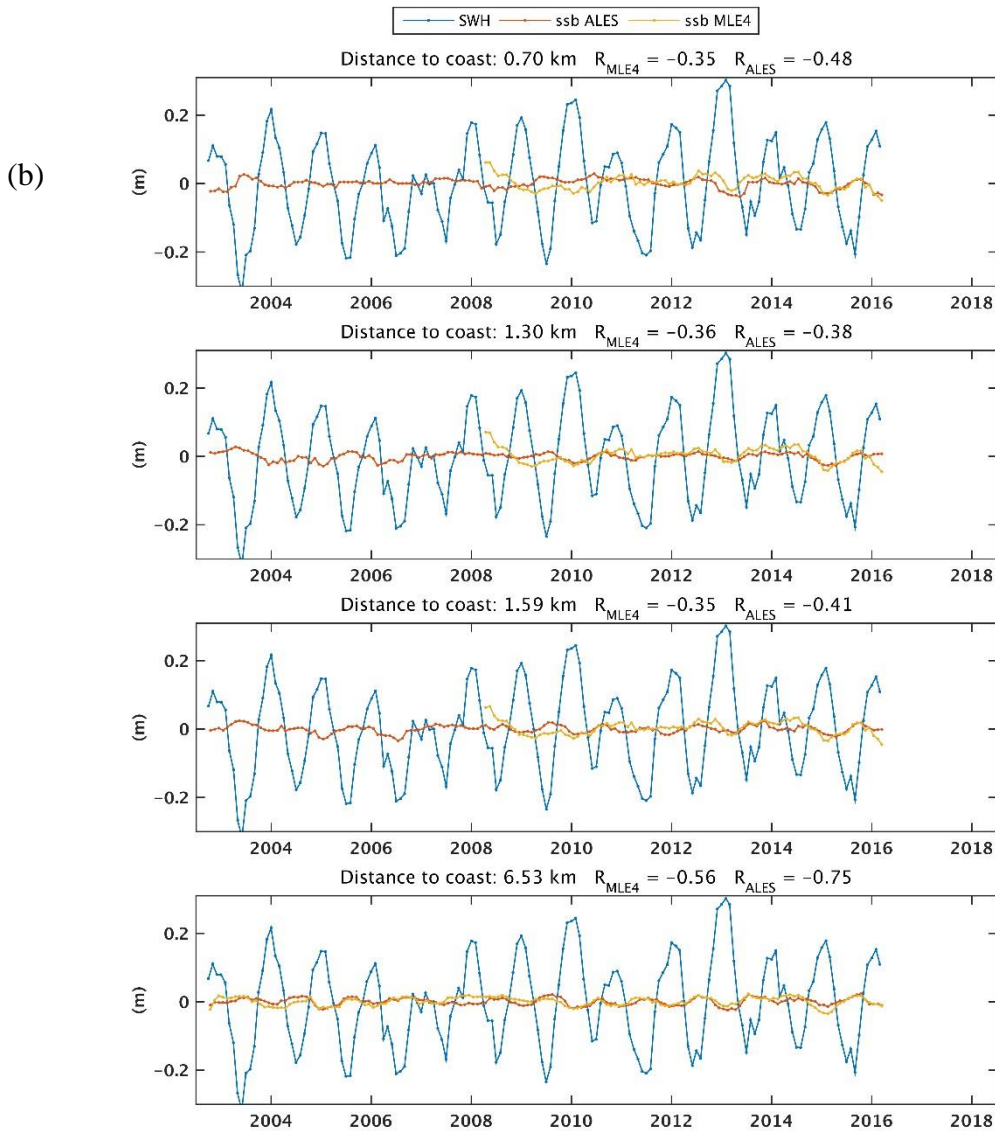 SWH ssb ALES ssb MLE4
(b)
Distance to coast: 0.70 km R_MLE4 = −0.35 R_ALES = −0.48
0.2
0
−0.2
(m)
2004 2006 2008 2010 2012 2014 2016 2018
Distance to coast: 1.30 km R_MLE4 = −0.36 R_ALES = −0.38
0.2
0
−0.2
(m)
2004 2006 2008 2010 2012 2014 2016 2018
Distance to coast: 1.59 km R_MLE4 = −0.35 R_ALES = −0.41
0.2
0
−0.2
(m)
2004 2006 2008 2010 2012 2014 2016 2018
Distance to coast: 6.53 km R_MLE4 = −0.56 R_ALES = −0.75
0.2
0
−0.2
(m)
2004 2006 2008 2010 2012 2014 2016 2018